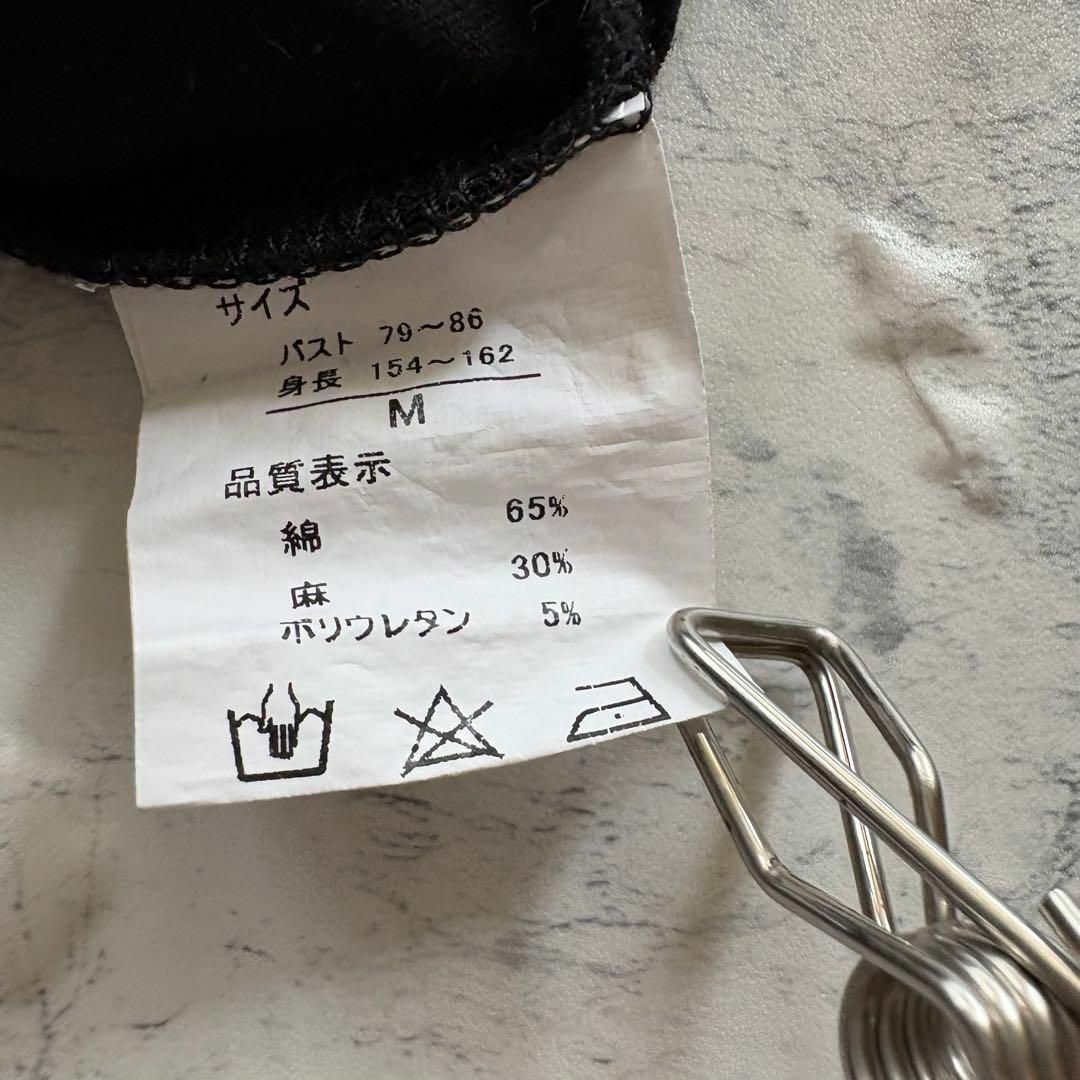 サイズ
バスト 79～86
身長 154～162
M
品質表示
綿 65%
麻 30%
ポリウレタン 5%